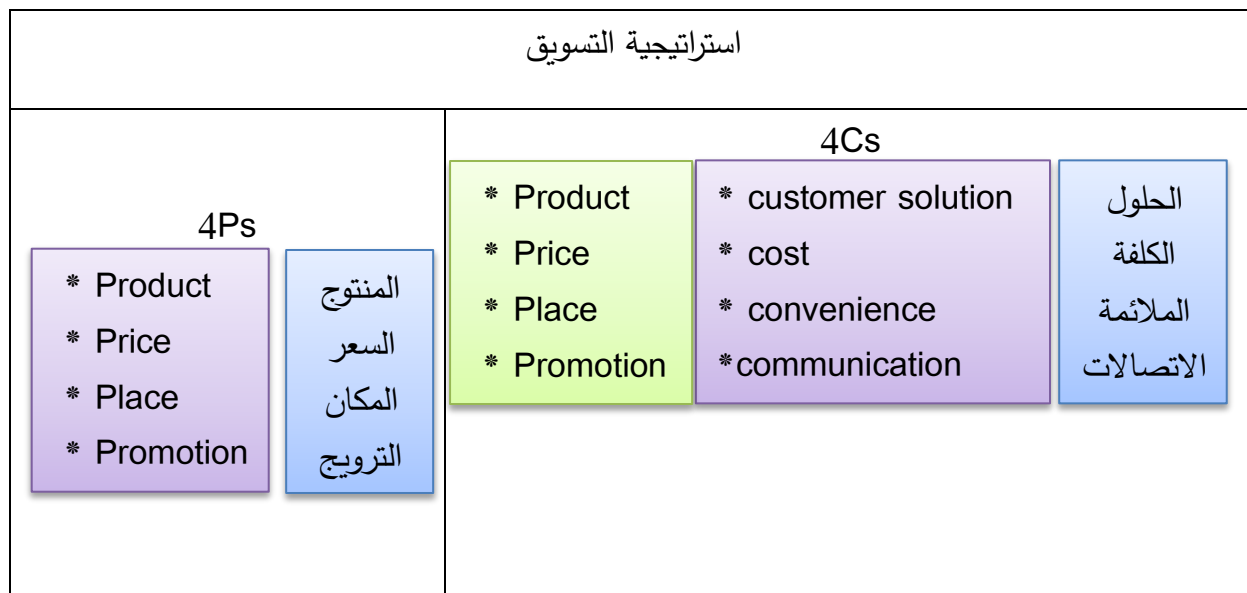 استراتيجية التسويق
4Ps
* Product
* Price
* Place
* Promotion
المنتوج
السعر
المكان
الترويج
4Cs
* Product
* Price
* Place
* Promotion
* customer solution
* cost
* convenience
*communication
الحلول
الكلفة
الملائمة
الاتصالات